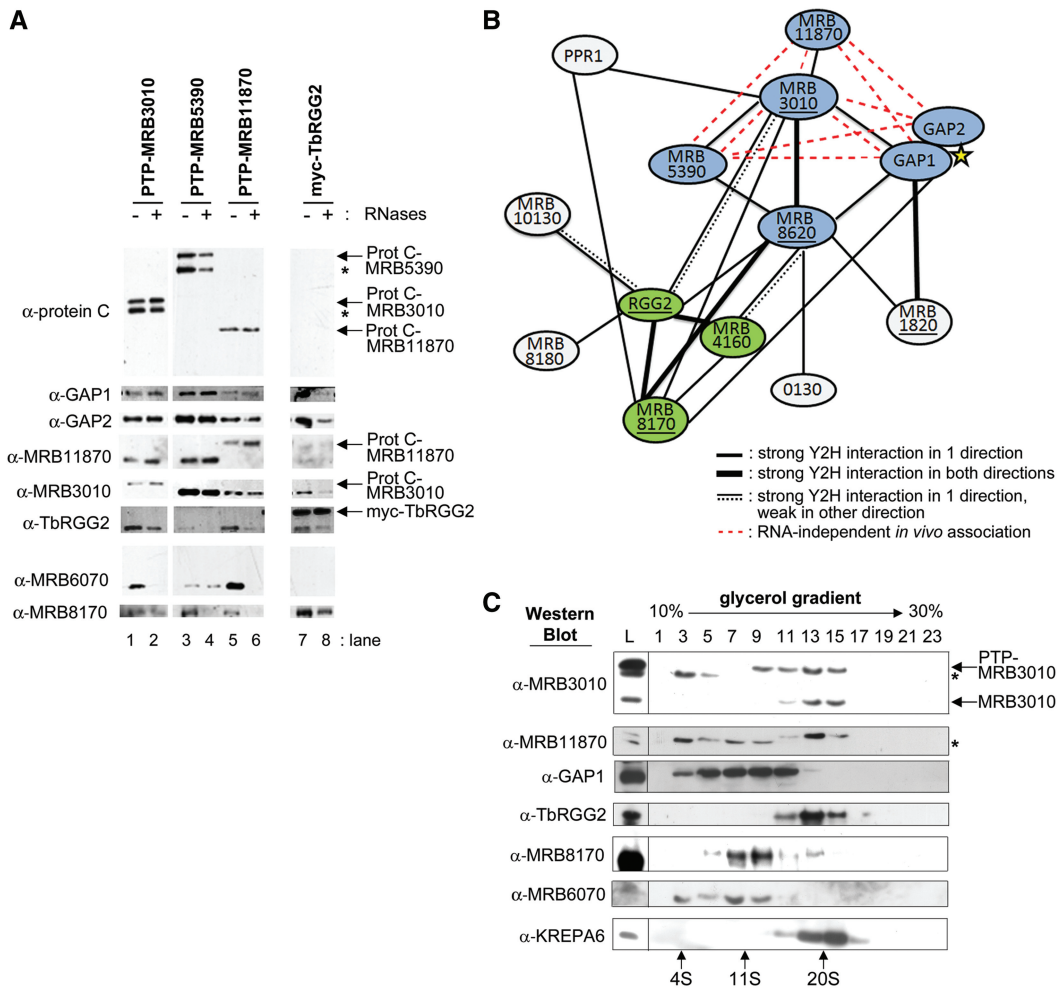 A
PTP-MRB3010
PTP-MRB5390
PTP-MRB11870
myc-TbRGG2
- + - + - + - + : RNases
α-protein C
Prot C-
MRB5390
*
Prot C-
MRB3010
*
Prot C-
MRB11870
α-GAP1
α-GAP2
α-MRB11870
Prot C-
MRB11870
α-MRB3010
Prot C-
MRB3010
α-TbRGG2
myc-TbRGG2
α-MRB6070
α-MRB8170
1 2 3 4 5 6 7 8 : lane
B
MRB
11870
PPR1
MRB
3010
GAP2
GAP1
MRB
5390
MRB
10130
MRB
8620
RGG2
MRB
4160
MRB
1820
MRB
8180
0130
MRB
8170
: strong Y2H interaction in 1 direction
: strong Y2H interaction in both directions
: strong Y2H interaction in 1 direction,
weak in other direction
: RNA-independent in vivo association
C
Western
Blot
glycerol gradient
10% 30%
L 1 3 5 7 9 11 13 15 17 19 21 23
α-MRB3010
PTP-
MRB3010
*
MRB3010
α-MRB11870
*
α-GAP1
α-TbRGG2
α-MRB8170
α-MRB6070
α-KREPA6
4S 11S 20S